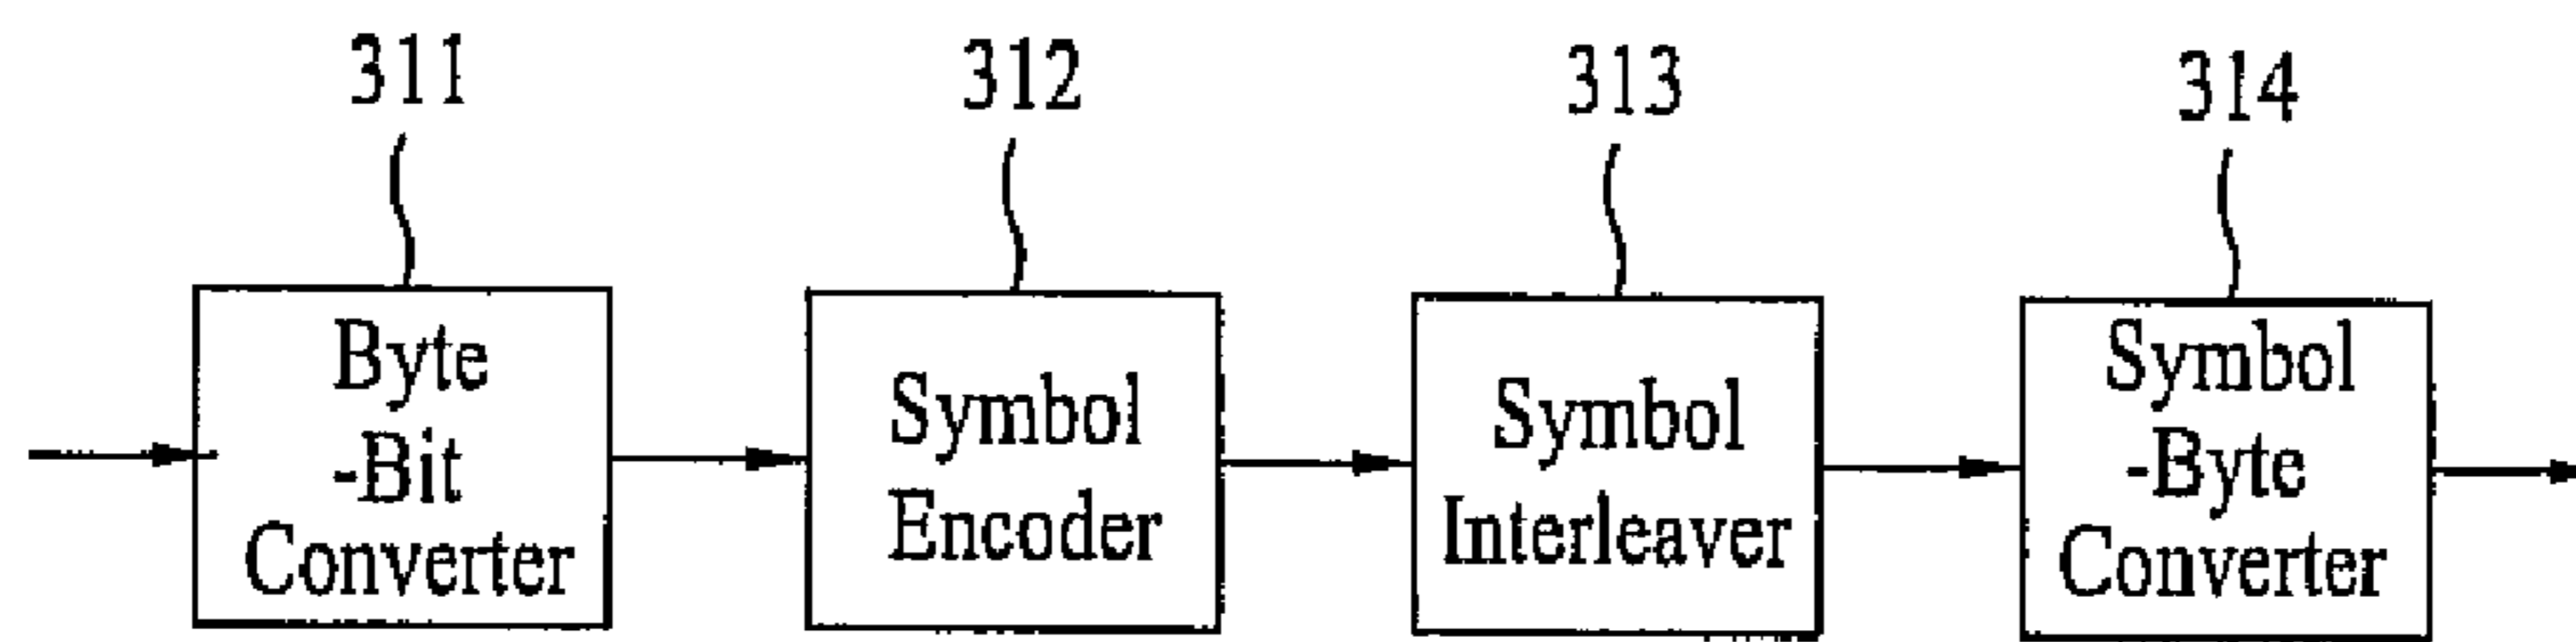 311
312
313
314
Byte
-Bit
Converter
Symbol
Encoder
Symbol
Interleaver
Symbol
-Byte
Converter